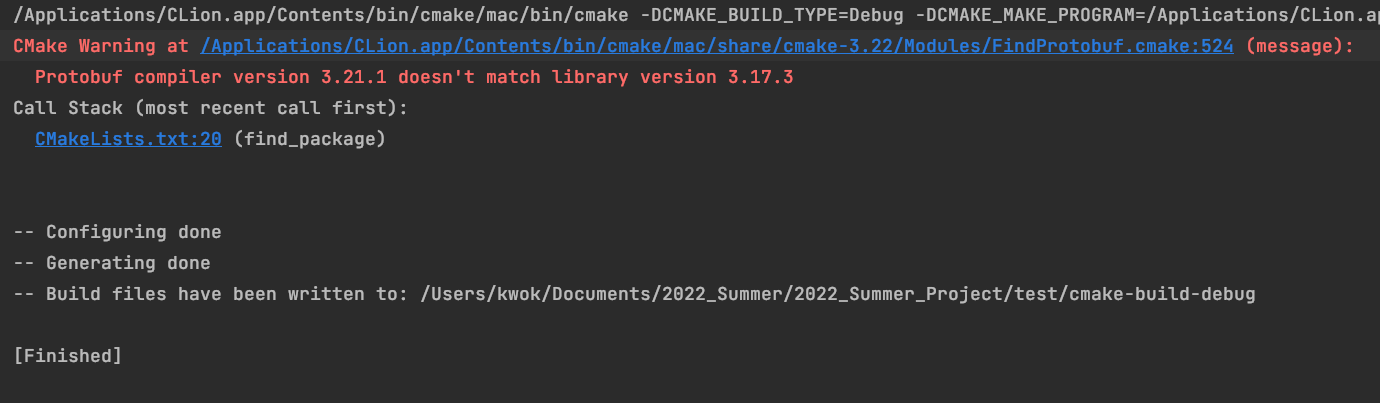 /Applications/CLion.app/Contents/bin/cmake/mac/bin/cmake -DCMAKE_BUILD_TYPE=Debug -DCMAKE_MAKE_PROGRAM=/Applications/CLion.ap
CMake Warning at /Applications/CLion.app/Contents/bin/cmake/mac/share/cmake-3.22/Modules/FindProtobuf.cmake:524 (message):
  Protobuf compiler version 3.21.1 doesn't match library version 3.17.3
Call Stack (most recent call first):
  CMakeLists.txt:20 (find_package)
-- Configuring done
-- Generating done
-- Build files have been written to: /Users/kwok/Documents/2022_Summer/2022_Summer_Project/test/cmake-build-debug
[Finished]